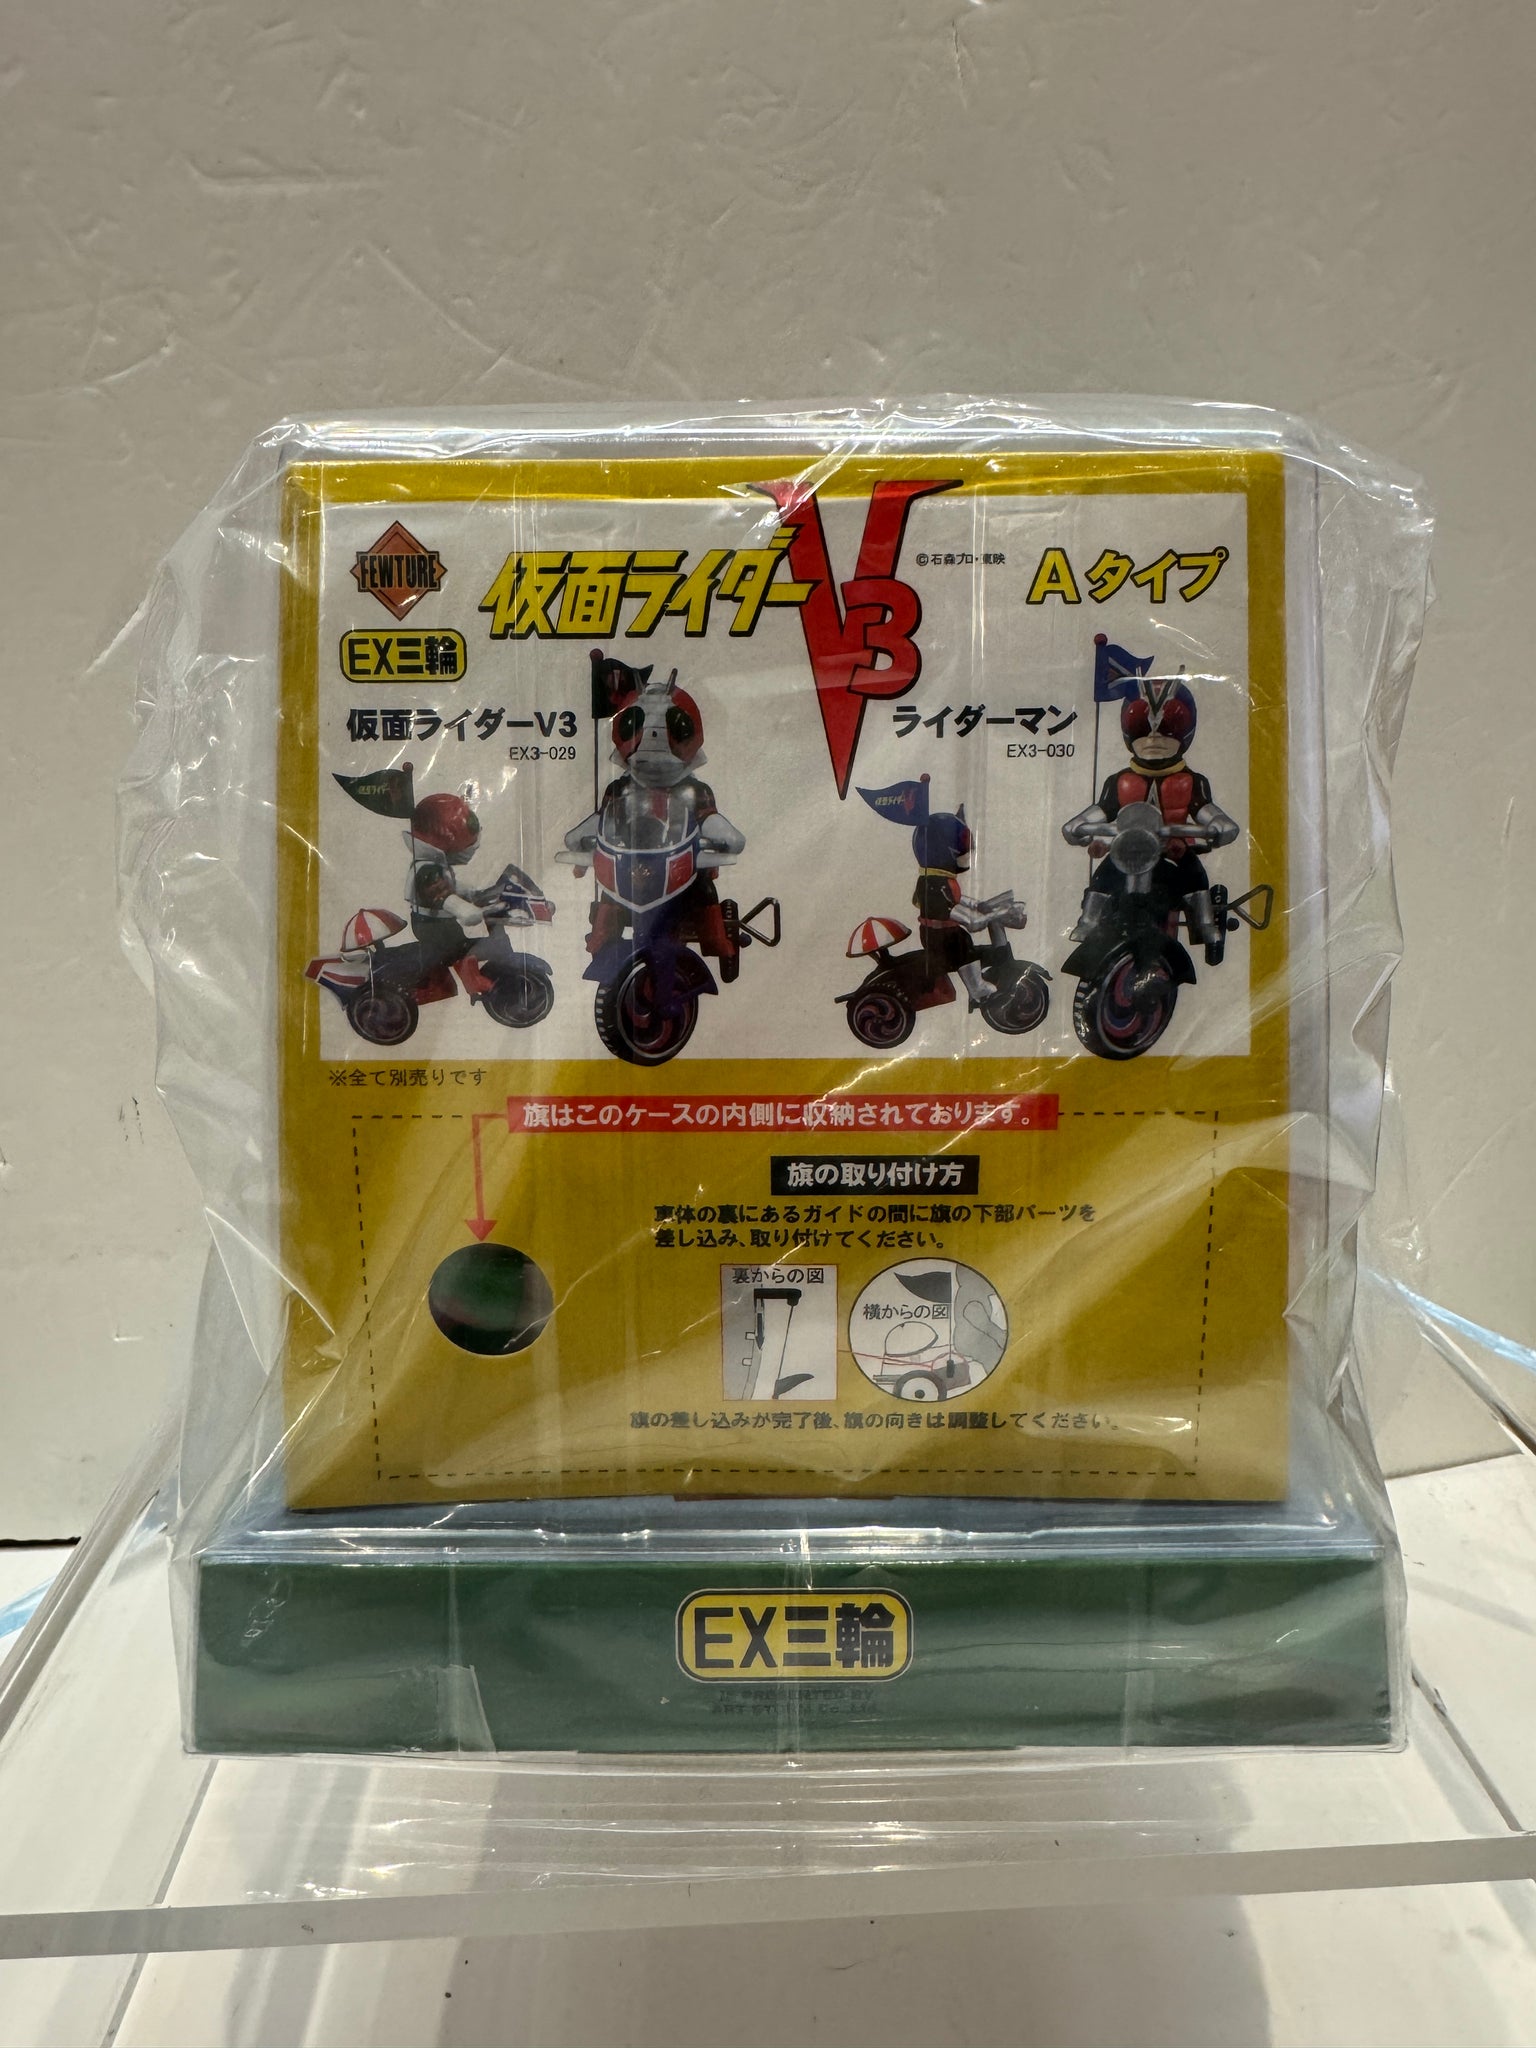 FEWTURE
仮面ライダーV3
©石森プロ・東映
Aタイプ
EX三輪
仮面ライダーV3
EX3-029
ライダーマン
EX3-030
※全て別売りです
旗はこのケースの内側に収納されております。
旗の取り付け方
車体の裏にあるガイドの間に旗の下部パーツを
差し込み、取り付けてください。
裏からの図
横からの図
旗の差し込みが完了後、旗の向きは調整してください。
EX三輪
PRESENTED BY
ART STORM Co.,Ltd.